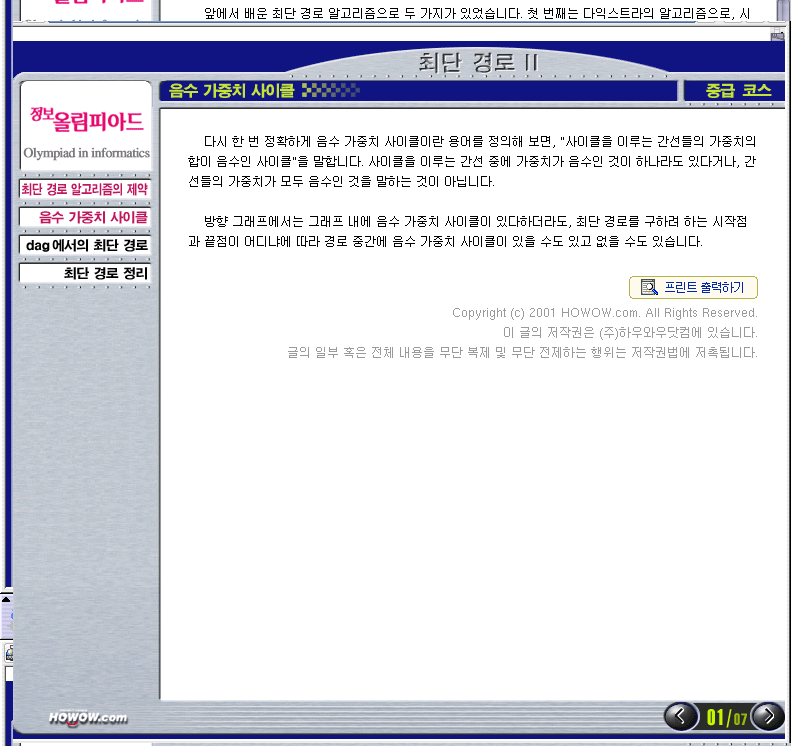 앞에서 배운 최단 경로 알고리즘으로 두 가지가 있었습니다. 첫 번째는 다익스트라의 알고리즘으로, 시
최단 경로 II
음수 가중치 사이클
중급 코스
정보올림피아드
Olympiad in informatics
최단 경로 알고리즘의 제약
음수 가중치 사이클
dag에서의 최단 경로
최단 경로 정리
다시 한 번 정확하게 음수 가중치 사이클이란 용어를 정의해 보면, "사이클을 이루는 간선들의 가중치의
합이 음수인 사이클"을 말합니다. 사이클을 이루는 간선 중에 가중치가 음수인 것이 하나라도 있다거나, 간
선들의 가중치가 모두 음수인 것을 말하는 것이 아닙니다.
방향 그래프에서는 그래프 내에 음수 가중치 사이클이 있다하더라도, 최단 경로를 구하려 하는 시작점
과 끝점이 어디냐에 따라 경로 중간에 음수 가중치 사이클이 있을 수도 있고 없을 수도 있습니다.
프린트 출력하기
Copyright (c) 2001 HOWOW.com. All Rights Reserved.
이 글의 저작권은 (주)하우와우닷컴에 있습니다.
글의 일부 혹은 전체 내용을 무단 복제 및 무단 전제하는 행위는 저작권법에 저촉됩니다.
HOWOW.com
01/07